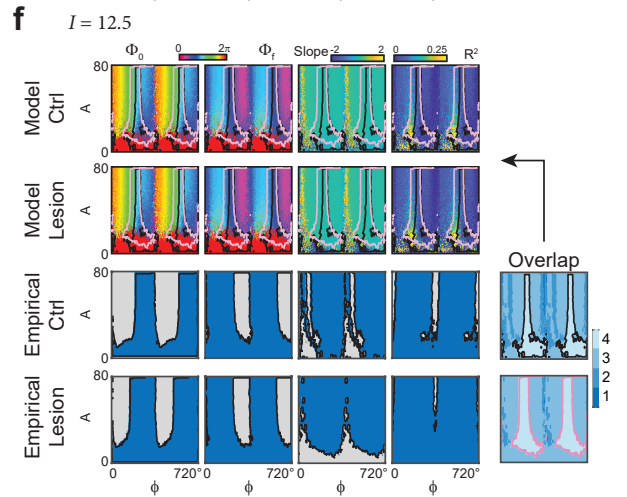 f
I = 12.5
Φ0 0 2π Φf Slope -2 2 0 0.25 R2
Model Ctrl
80
A
0
Model Lesion
80
A
0
Overlap
Empirical Ctrl
80
A
0
4
3
2
1
Empirical Lesion
80
A
0
0 720° 0 720° 0 720° 0 720°
ϕ ϕ ϕ ϕ